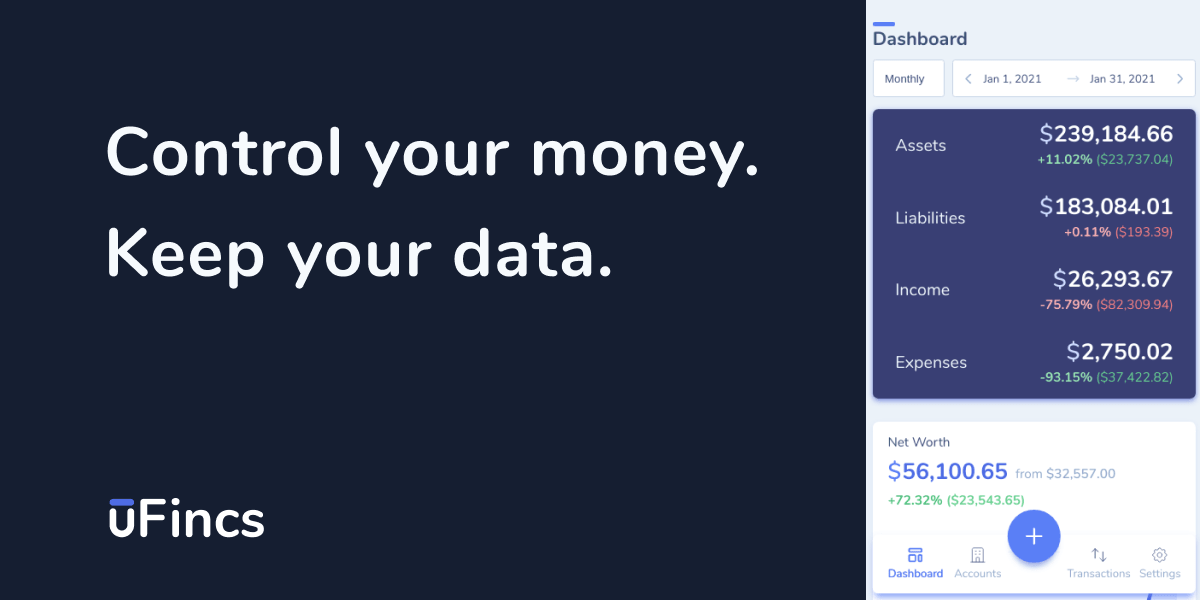 Control your money.
Keep your data.
uFincs
Dashboard
Monthly
Jan 1, 2021
Jan 31, 2021
Assets
$239,184.66
+11.02% ($23,737.04)
Liabilities
$183,084.01
+0.11% ($193.39)
Income
$26,293.67
-75.79% ($82,309.94)
Expenses
$2,750.02
-93.15% ($37,422.82)
Net Worth
$56,100.65 from $32,557.00
+72.32% ($23,543.65)
Dashboard
Accounts
Transactions
Settings